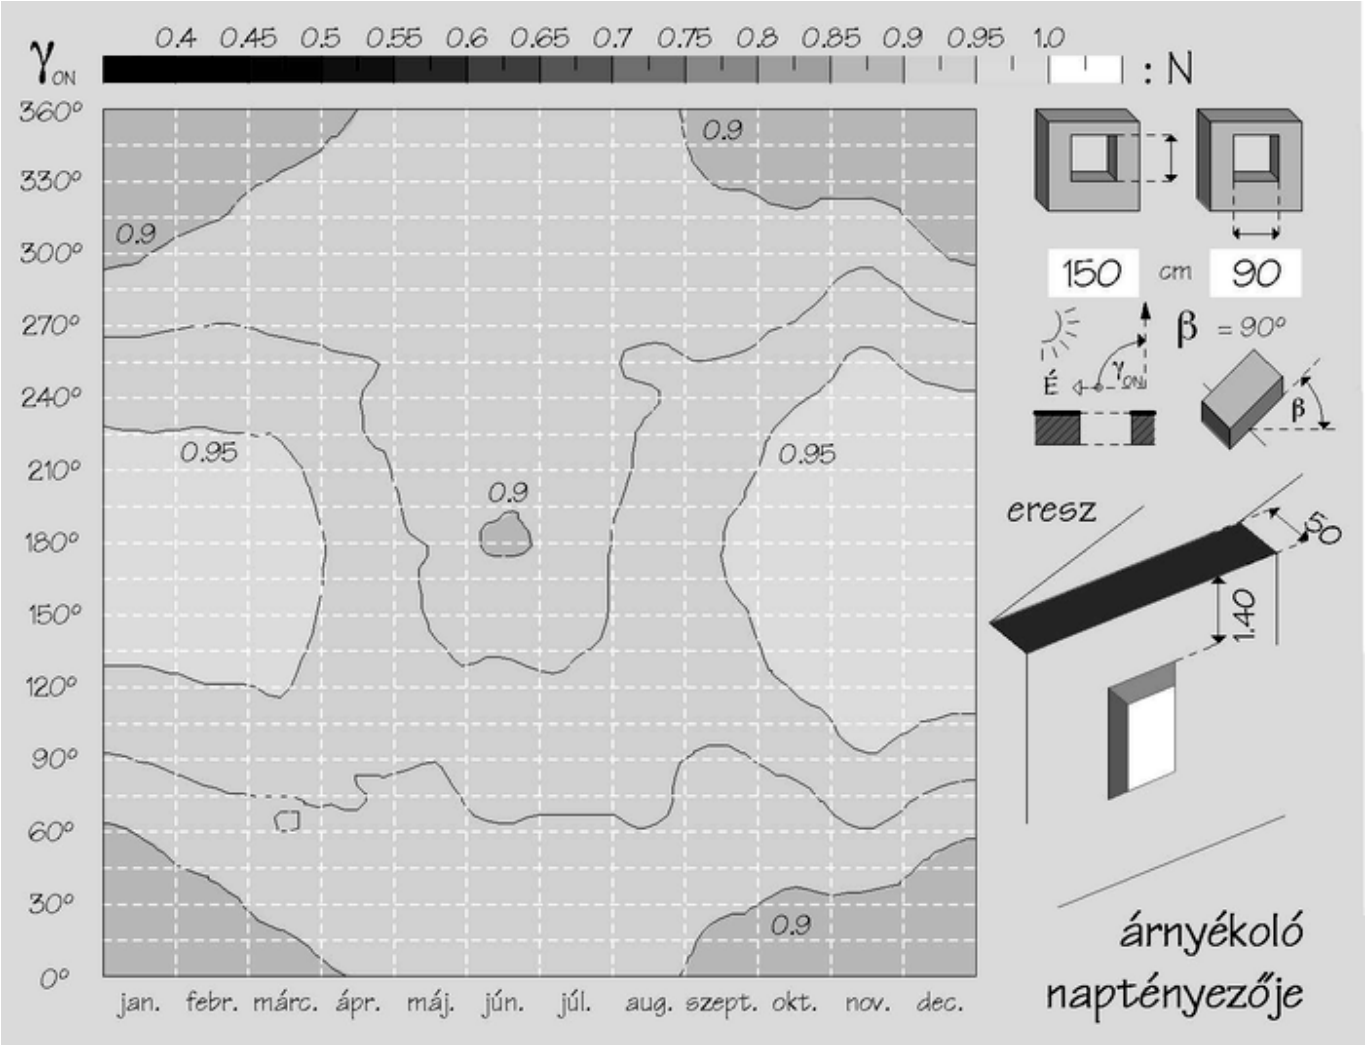 0.4 0.45 0.5 0.55 0.6 0.65 0.7 0.75 0.8 0.85 0.9 0.95 1.0
γON
: N
360°
330°
300°
270°
240°
210°
180°
150°
120°
90°
60°
30°
0°
0.9
0.9
0.95
0.95
0.9
0.9
jan. febr. márc. ápr. máj. jún. júl. aug. szept. okt. nov. dec.
150 cm 90
β = 90°
É
γON
β
eresz
50
1.40
árnyékoló
naptényezője